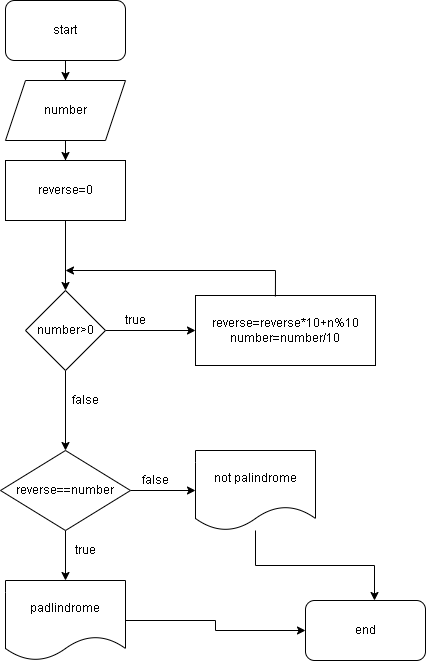 start
number
reverse=0
number>0
true
reverse=reverse*10+n%10
number=number/10
false
reverse==number
false
not palindrome
true
padlindrome
end